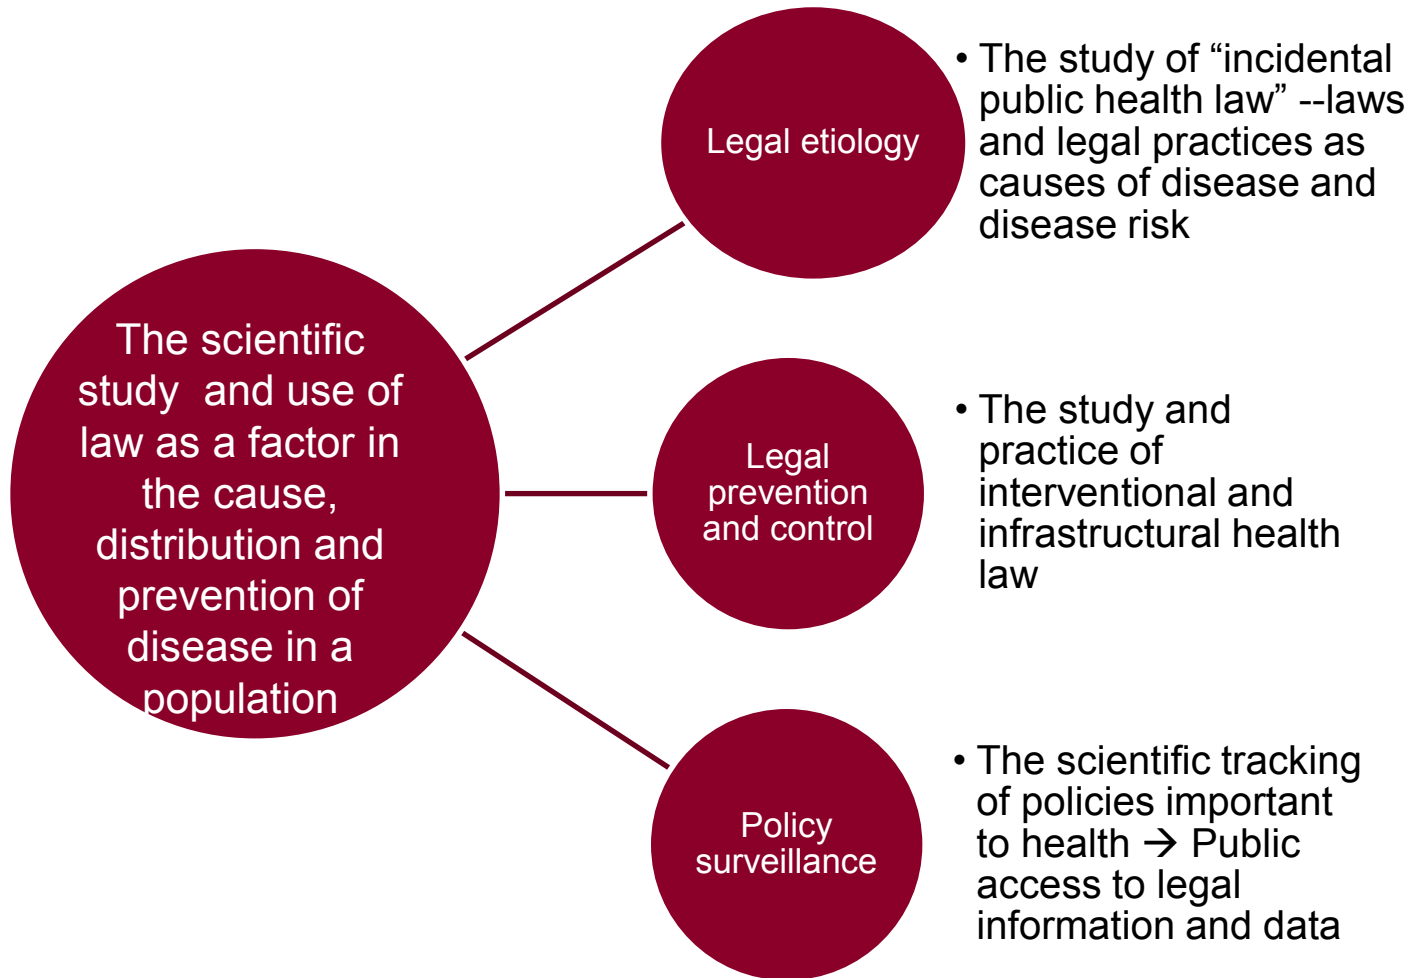 The scientific
study  and use of
law as a factor in
the cause,
distribution and
prevention of
disease in a
population
Legal etiology
• The study of “incidental
public health law” --laws
and legal practices as
causes of disease and
disease risk
Legal
prevention
and control
• The study and
practice of
interventional and
infrastructural health
law
Policy
surveillance
• The scientific tracking
of policies important
to health → Public
access to legal
information and data